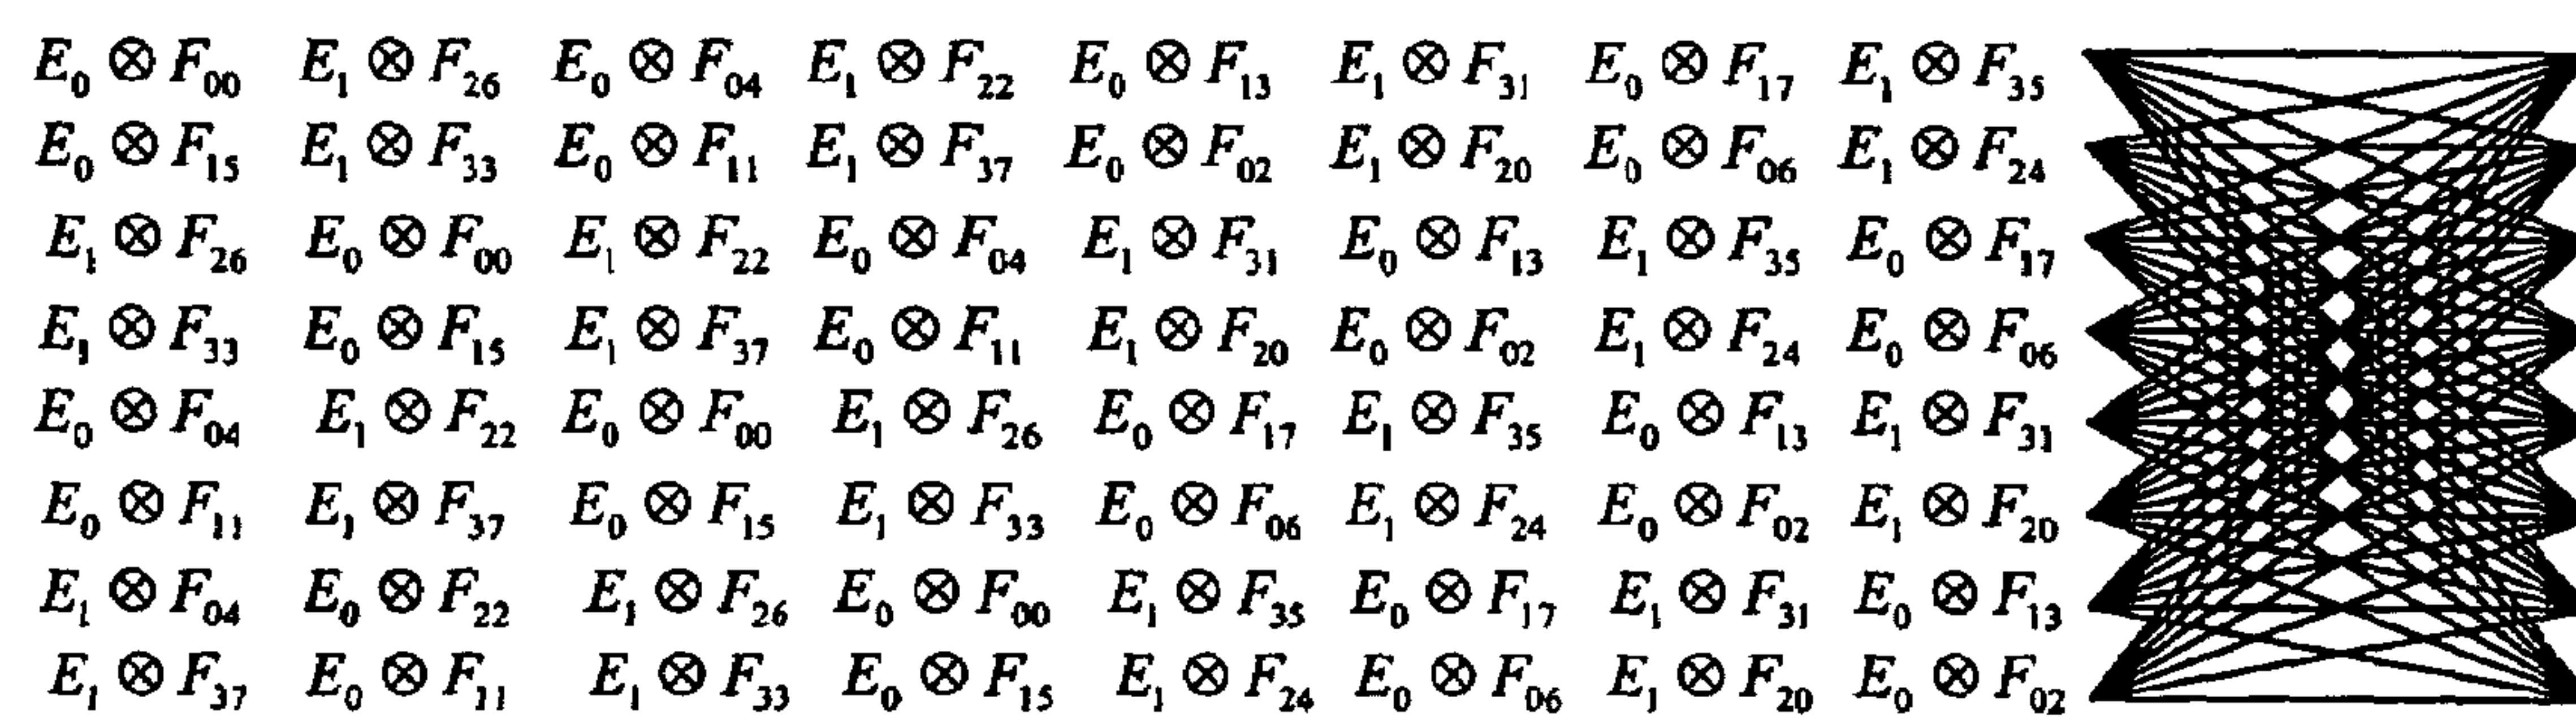 E₀ ⊗ F₀₀ E₁ ⊗ F₂₆ E₀ ⊗ F₀₄ E₁ ⊗ F₂₂ E₀ ⊗ F₁₃ E₁ ⊗ F₃₁ E₀ ⊗ F₁₇ E₁ ⊗ F₃₅
E₀ ⊗ F₁₅ E₁ ⊗ F₃₃ E₀ ⊗ F₁₁ E₁ ⊗ F₃₇ E₀ ⊗ F₀₂ E₁ ⊗ F₂₀ E₀ ⊗ F₀₆ E₁ ⊗ F₂₄
E₁ ⊗ F₂₆ E₀ ⊗ F₀₀ E₁ ⊗ F₂₂ E₀ ⊗ F₀₄ E₁ ⊗ F₃₁ E₀ ⊗ F₁₃ E₁ ⊗ F₃₅ E₀ ⊗ F₁₇
E₁ ⊗ F₃₃ E₀ ⊗ F₁₅ E₁ ⊗ F₃₇ E₀ ⊗ F₁₁ E₁ ⊗ F₂₀ E₀ ⊗ F₀₂ E₁ ⊗ F₂₄ E₀ ⊗ F₀₆
E₀ ⊗ F₀₄ E₁ ⊗ F₂₂ E₀ ⊗ F₀₀ E₁ ⊗ F₂₆ E₀ ⊗ F₁₇ E₁ ⊗ F₃₅ E₀ ⊗ F₁₃ E₁ ⊗ F₃₁
E₀ ⊗ F₁₁ E₁ ⊗ F₃₇ E₀ ⊗ F₁₅ E₁ ⊗ F₃₃ E₀ ⊗ F₀₆ E₁ ⊗ F₂₄ E₀ ⊗ F₀₂ E₁ ⊗ F₂₀
E₁ ⊗ F₀₄ E₀ ⊗ F₂₂ E₁ ⊗ F₂₆ E₀ ⊗ F₀₀ E₁ ⊗ F₃₅ E₀ ⊗ F₁₇ E₁ ⊗ F₃₁ E₀ ⊗ F₁₃
E₁ ⊗ F₃₇ E₀ ⊗ F₁₁ E₁ ⊗ F₃₃ E₀ ⊗ F₁₅ E₁ ⊗ F₂₄ E₀ ⊗ F₀₆ E₁ ⊗ F₂₀ E₀ ⊗ F₀₂